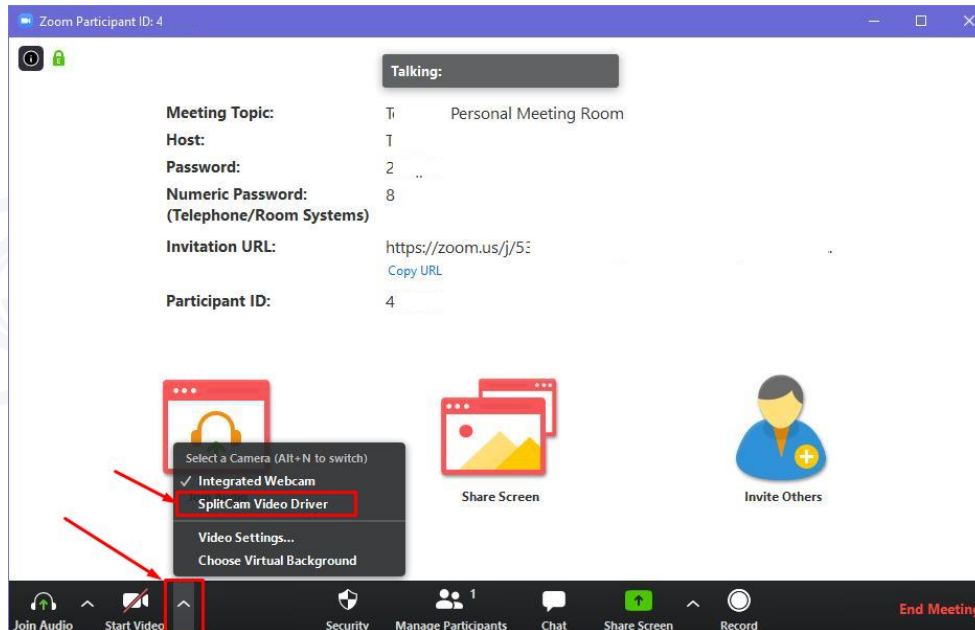 Zoom Participant ID: 4
Talking:
Meeting Topic: Personal Meeting Room
Host: T
Password: 2
Numeric Password: 8
(Telephone/Room Systems)
Invitation URL: https://zoom.us/j/53
Copy URL
Participant ID: 4
Select a Camera (Alt+N to switch)
✓ Integrated Webcam
SplitCam Video Driver
Video Settings...
Choose Virtual Background
Share Screen
Invite Others
1
Join Audio
Start Video
Security
Manage Participants
Chat
Share Screen
Record
End Meeting